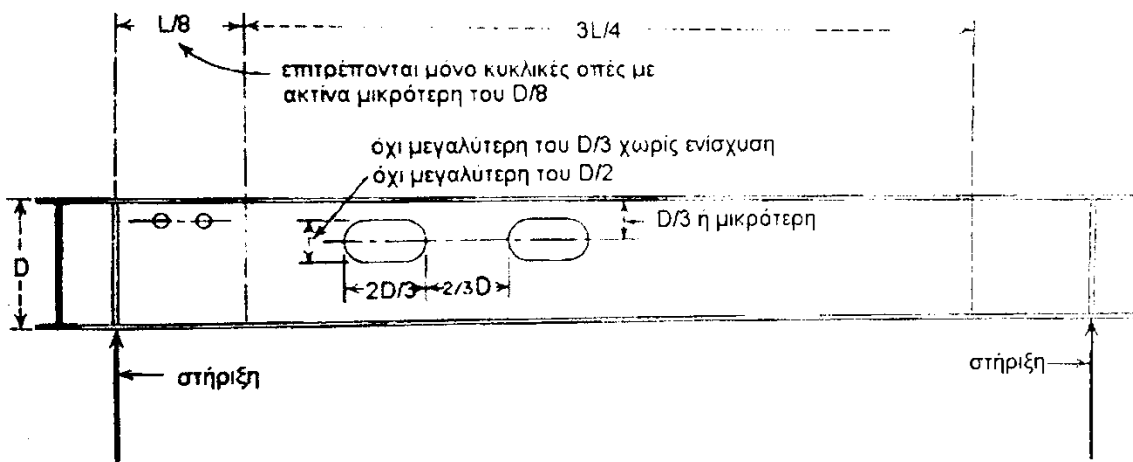 L/8
3L/4
επιτρέπονται μόνο κυκλικές οπές με
ακτίνα μικρότερη του D/8
όχι μεγαλύτερη του D/3 χωρίς ενίσχυση
όχι μεγαλύτερη του D/2
D/3 ή μικρότερη
D
2D/3
2/3D
στήριξη
στήριξη